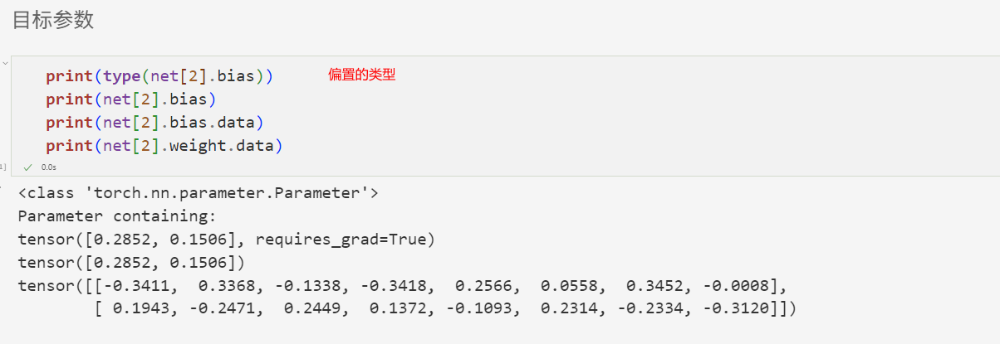 目标参数
print(type(net[2].bias)) 偏置的类型
print(net[2].bias)
print(net[2].bias.data)
print(net[2].weight.data)
0.0s
<class 'torch.nn.parameter.Parameter'>
Parameter containing:
tensor([0.2852, 0.1506], requires_grad=True)
tensor([0.2852, 0.1506])
tensor([[-0.3411,  0.3368, -0.1338, -0.3418,  0.2566,  0.0558,  0.3452, -0.0008],
        [ 0.1943, -0.2471,  0.2449,  0.1372, -0.1093,  0.2314, -0.2334, -0.3120]])